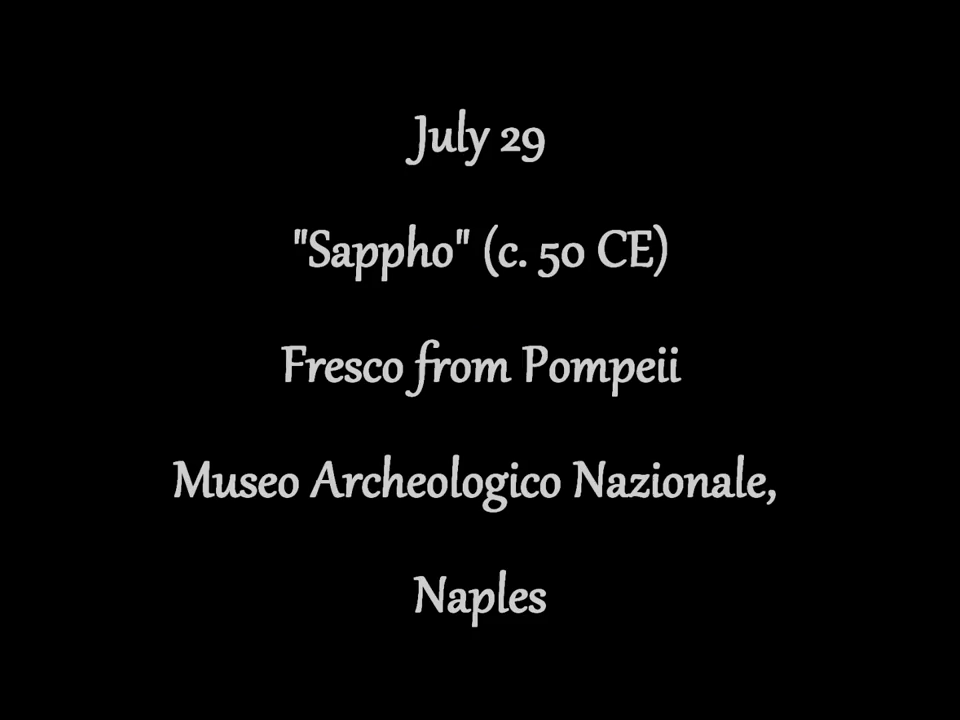 July 29
"Sappho" (c. 50 CE)
Fresco from Pompeii
Museo Archeologico Nazionale,
Naples